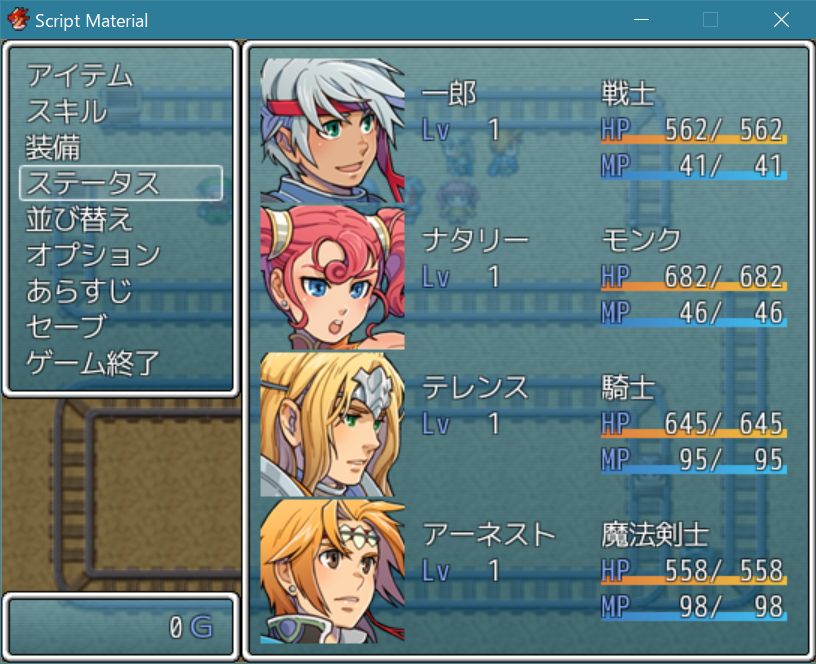 Script Material
アイテム
スキル
装備
ステータス
並び替え
オプション
あらすじ
セーブ
ゲーム終了
0 G
一郎 戦士
Lv 1 HP 562/ 562
MP 41/ 41
ナタリー モンク
Lv 1 HP 682/ 682
MP 46/ 46
テレンス 騎士
Lv 1 HP 645/ 645
MP 95/ 95
アーネスト 魔法剣士
Lv 1 HP 558/ 558
MP 98/ 98